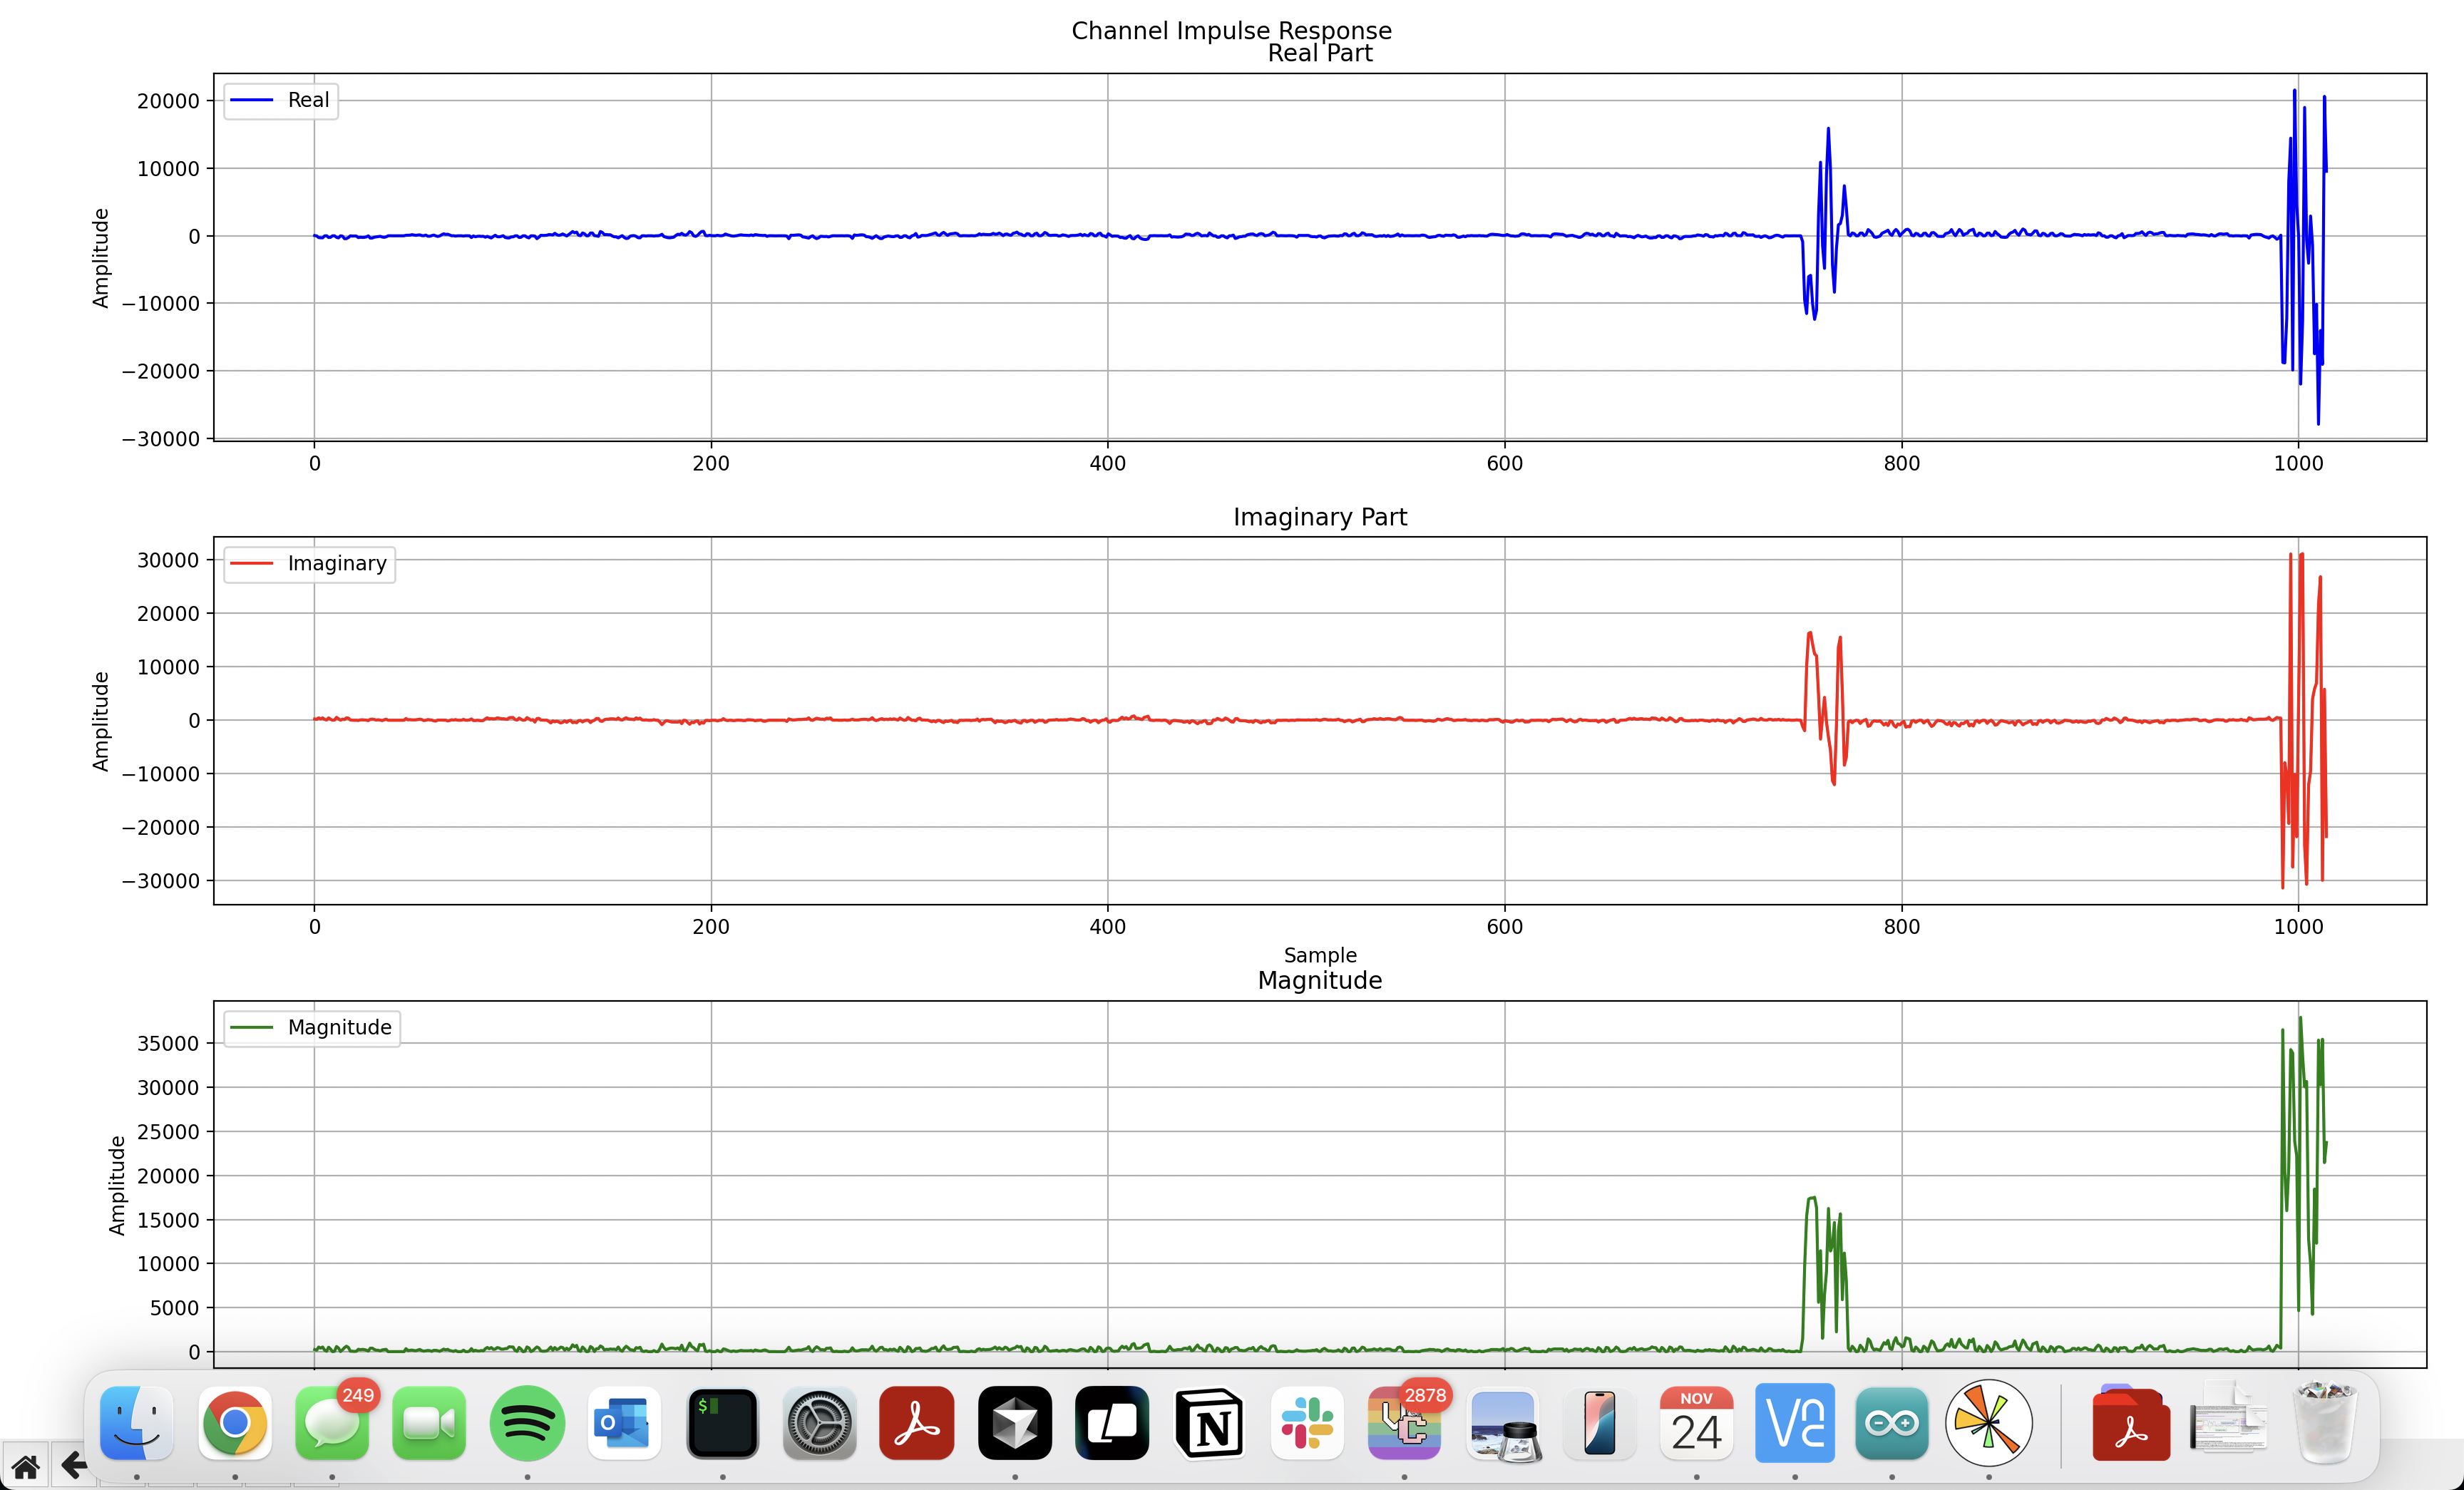 Channel Impulse Response
Real Part
Real
20000
10000
0
−10000
−20000
−30000
Amplitude
0 200 400 600 800 1000
Imaginary Part
Imaginary
30000
20000
10000
0
−10000
−20000
−30000
Amplitude
0 200 400 600 800 1000
Sample
Magnitude
Magnitude
35000
30000
25000
20000
15000
10000
5000
0
Amplitude
249
2878
$
NOV
24